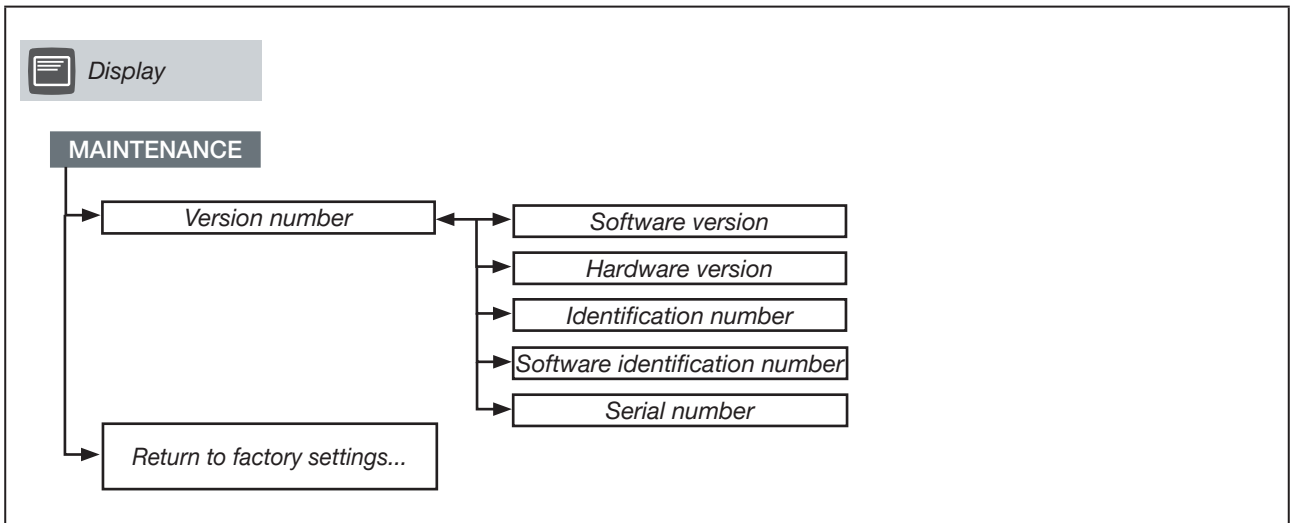 Display
MAINTENANCE
Version number
Software version
Hardware version
Identification number
Software identification number
Serial number
Return to factory settings...